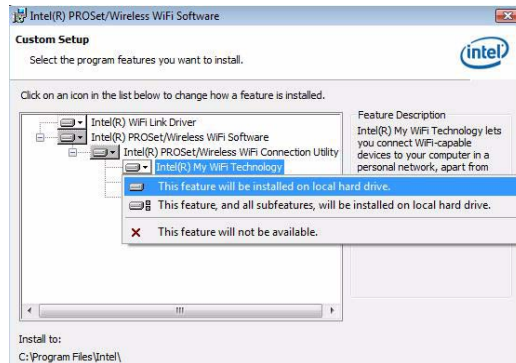 Intel(R) PROSet/Wireless WiFi Software
Custom Setup
Select the program features you want to install.
intel
Click on an icon in the list below to change how a feature is installed.
Intel(R) WiFi Link Driver
Intel(R) PROSet/Wireless WiFi Software
Intel(R) PROSet/Wireless WiFi Connection Utility
Intel(R) My WiFi Technology
This feature will be installed on local hard drive.
This feature, and all subfeatures, will be installed on local hard drive.
This feature will not be available.
Feature Description
Intel(R) My WiFi Technology lets
you connect WiFi-capable
devices to your computer in a
personal network, apart from
Install to:
C:\Program Files\Intel\